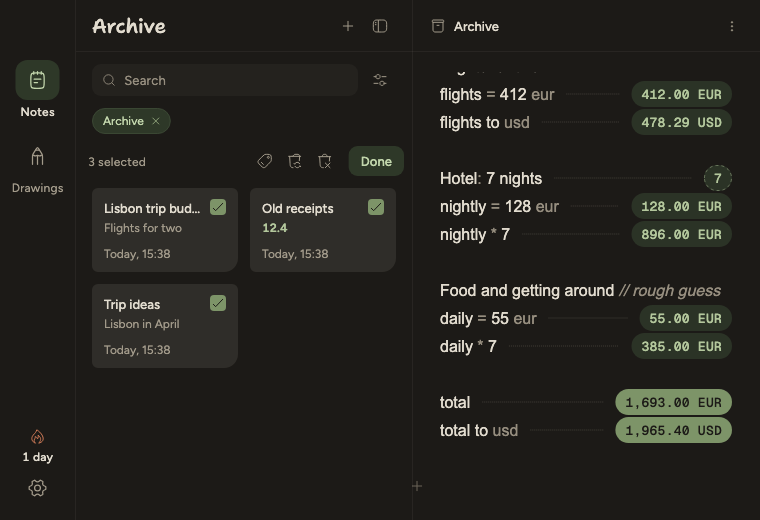 Archive
Archive
Notes
Drawings
1 day
Search
Archive
3 selected
Done
Lisbon trip bud...
Flights for two
Today, 15:38
Old receipts
12.4
Today, 15:38
Trip ideas
Lisbon in April
Today, 15:38
flights = 412 eur 412.00 EUR
flights to usd 478.29 USD
Hotel: 7 nights 7
nightly = 128 eur 128.00 EUR
nightly * 7 896.00 EUR
Food and getting around // rough guess
daily = 55 eur 55.00 EUR
daily * 7 385.00 EUR
total 1,693.00 EUR
total to usd 1,965.40 USD